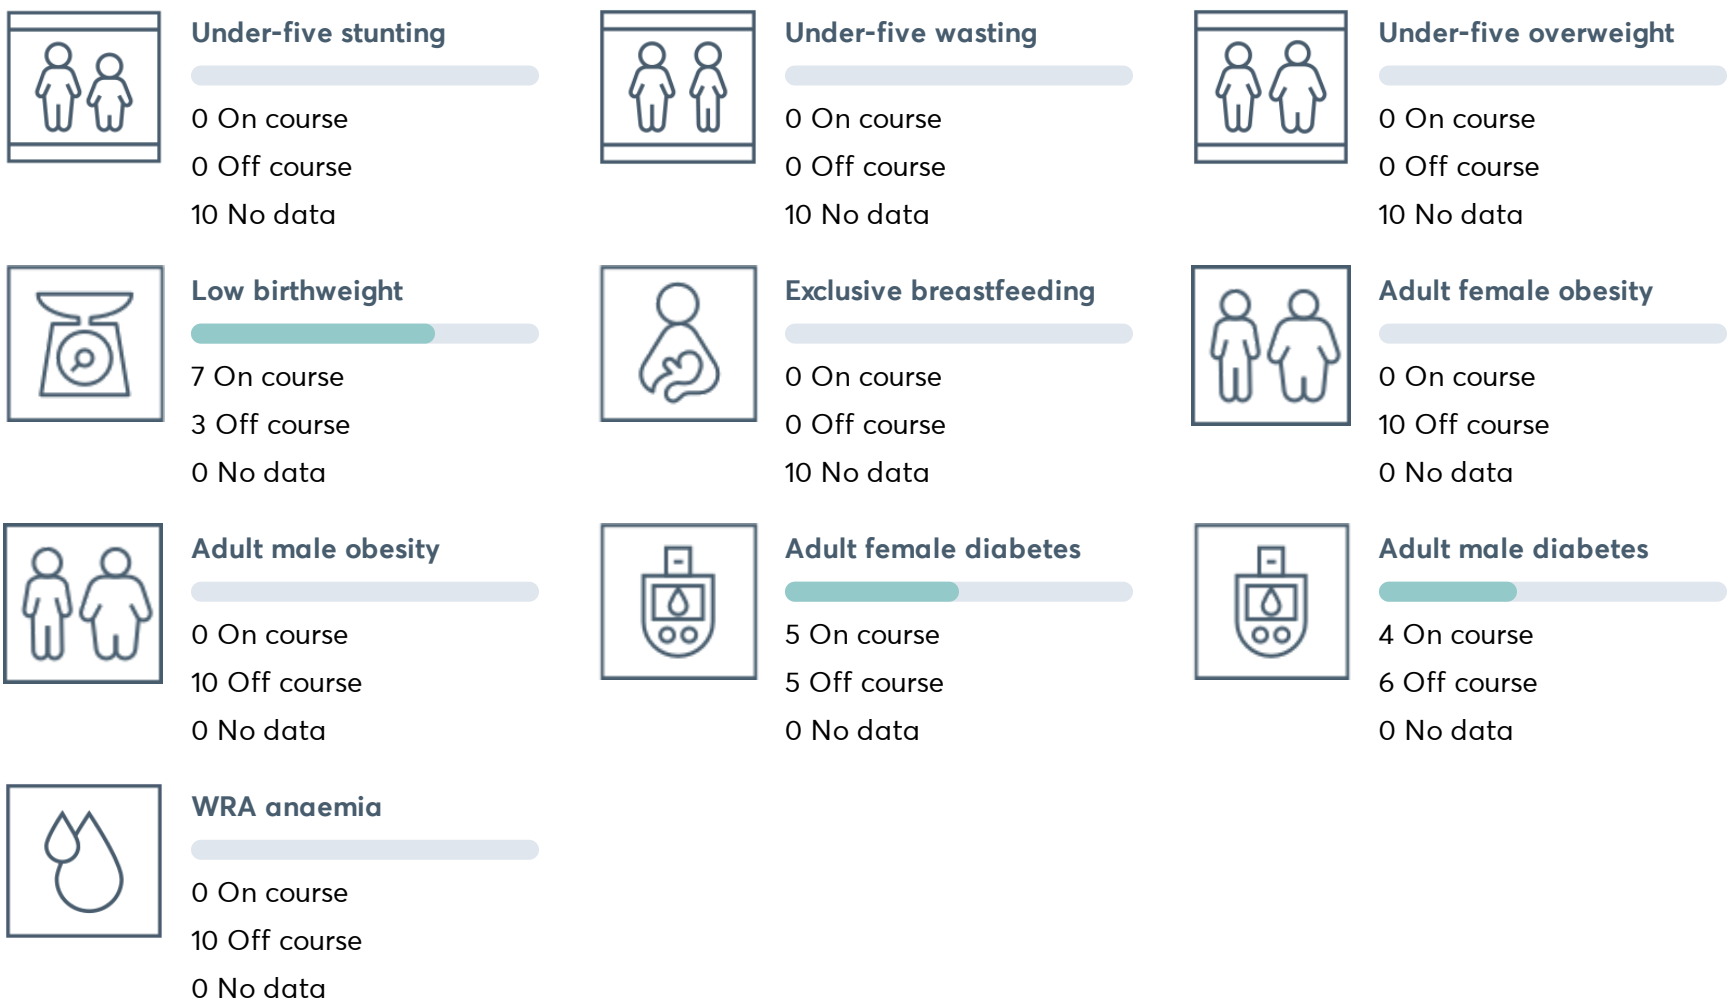 Under-five stunting
0 On course
0 Off course
10 No data
Under-five wasting
0 On course
0 Off course
10 No data
Under-five overweight
0 On course
0 Off course
10 No data
Low birthweight
7 On course
3 Off course
0 No data
Exclusive breastfeeding
0 On course
0 Off course
10 No data
Adult female obesity
0 On course
10 Off course
0 No data
Adult male obesity
0 On course
10 Off course
0 No data
Adult female diabetes
5 On course
5 Off course
0 No data
Adult male diabetes
4 On course
6 Off course
0 No data
WRA anaemia
0 On course
10 Off course
0 No data